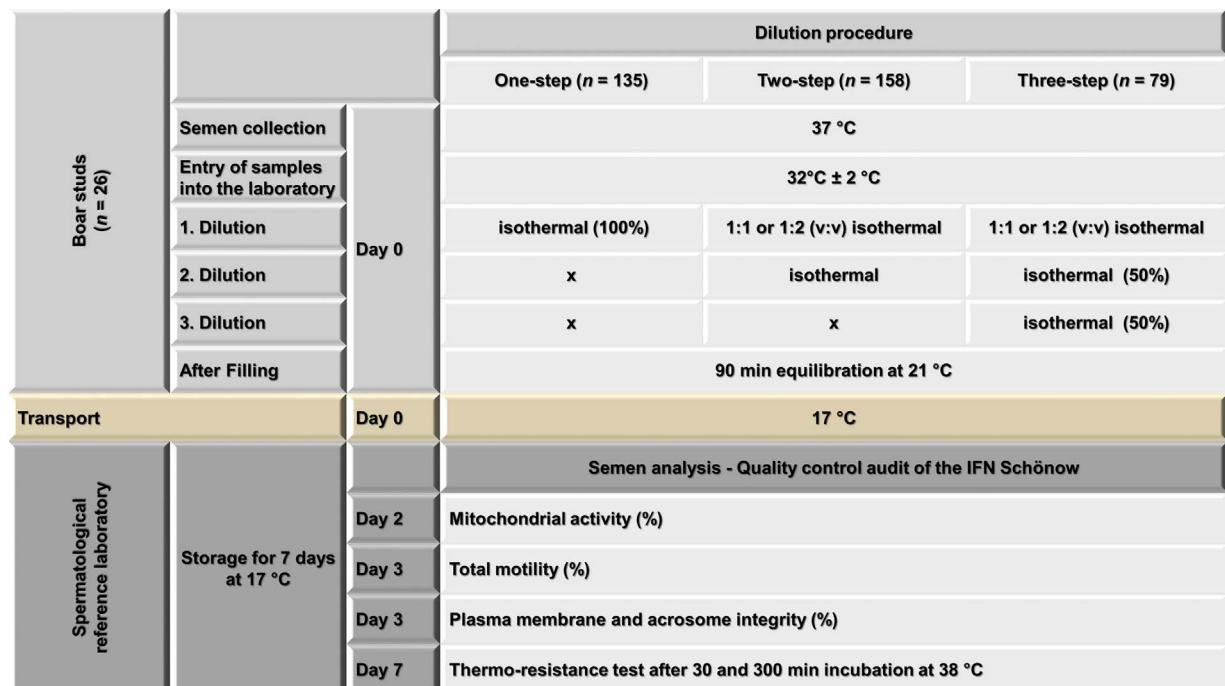 Dilution procedure
One-step (n = 135) Two-step (n = 158) Three-step (n = 79)
Boar studs
(n = 26)
Semen collection
37 °C
Entry of samples
into the laboratory
32°C ± 2 °C
Day 0
1. Dilution
isothermal (100%) 1:1 or 1:2 (v:v) isothermal 1:1 or 1:2 (v:v) isothermal
2. Dilution
x isothermal isothermal (50%)
3. Dilution
x x isothermal (50%)
After Filling
90 min equilibration at 21 °C
Transport Day 0 17 °C
Spermatological
reference laboratory
Storage for 7 days
at 17 °C
Semen analysis - Quality control audit of the IFN Schönow
Day 2 Mitochondrial activity (%)
Day 3 Total motility (%)
Day 3 Plasma membrane and acrosome integrity (%)
Day 7 Thermo-resistance test after 30 and 300 min incubation at 38 °C